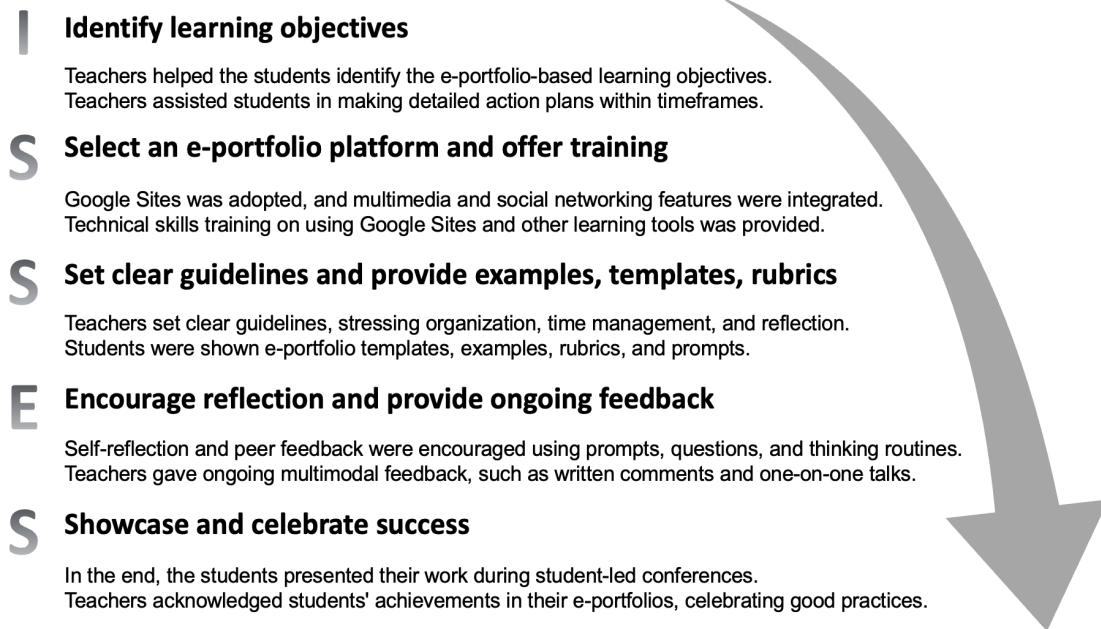 I Identify learning objectives
Teachers helped the students identify the e-portfolio-based learning objectives.
Teachers assisted students in making detailed action plans within timeframes.
S Select an e-portfolio platform and offer training
Google Sites was adopted, and multimedia and social networking features were integrated.
Technical skills training on using Google Sites and other learning tools was provided.
S Set clear guidelines and provide examples, templates, rubrics
Teachers set clear guidelines, stressing organization, time management, and reflection.
Students were shown e-portfolio templates, examples, rubrics, and prompts.
E Encourage reflection and provide ongoing feedback
Self-reflection and peer feedback were encouraged using prompts, questions, and thinking routines.
Teachers gave ongoing multimodal feedback, such as written comments and one-on-one talks.
S Showcase and celebrate success
In the end, the students presented their work during student-led conferences.
Teachers acknowledged students' achievements in their e-portfolios, celebrating good practices.